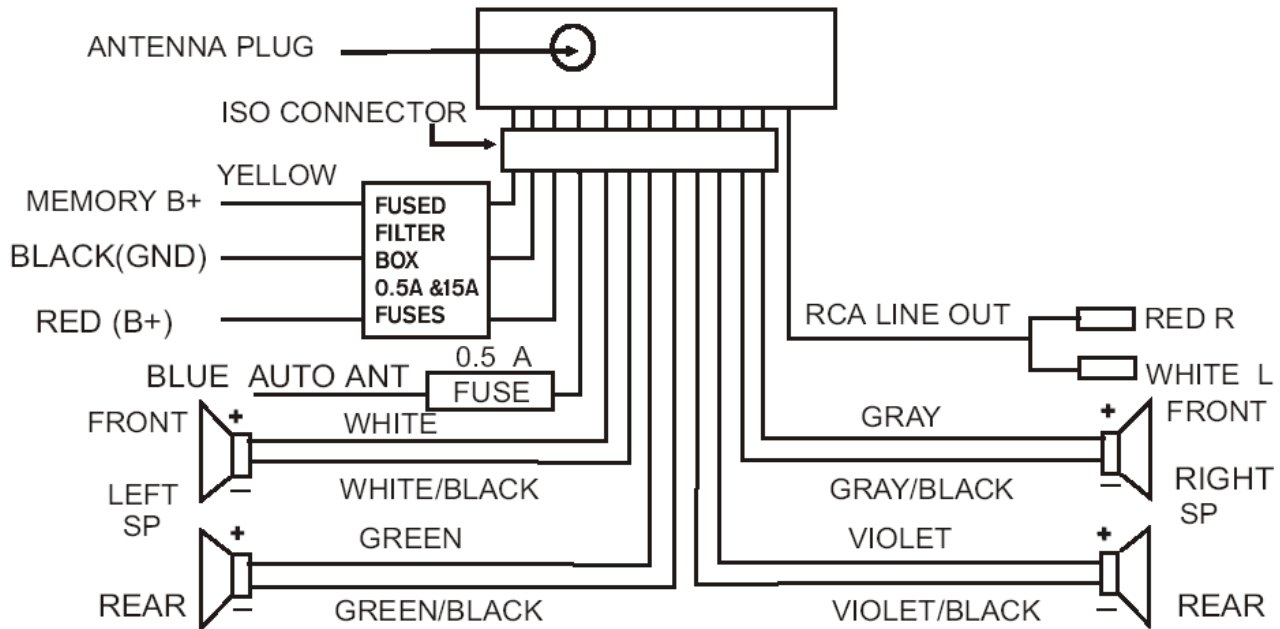 ANTENNA PLUG
ISO CONNECTOR
YELLOW
MEMORY B+
BLACK(GND)
RED (B+)
FUSED
FILTER
BOX
0.5A &15A
FUSES
RCA LINE OUT
RED R
WHITE L
0.5 A
FUSE
BLUE AUTO ANT
FRONT
+
WHITE
WHITE/BLACK
–
LEFT
SP
+
GREEN
GREEN/BLACK
–
REAR
GRAY
+
FRONT
GRAY/BLACK
–
RIGHT
SP
VIOLET
+
VIOLET/BLACK
–
REAR